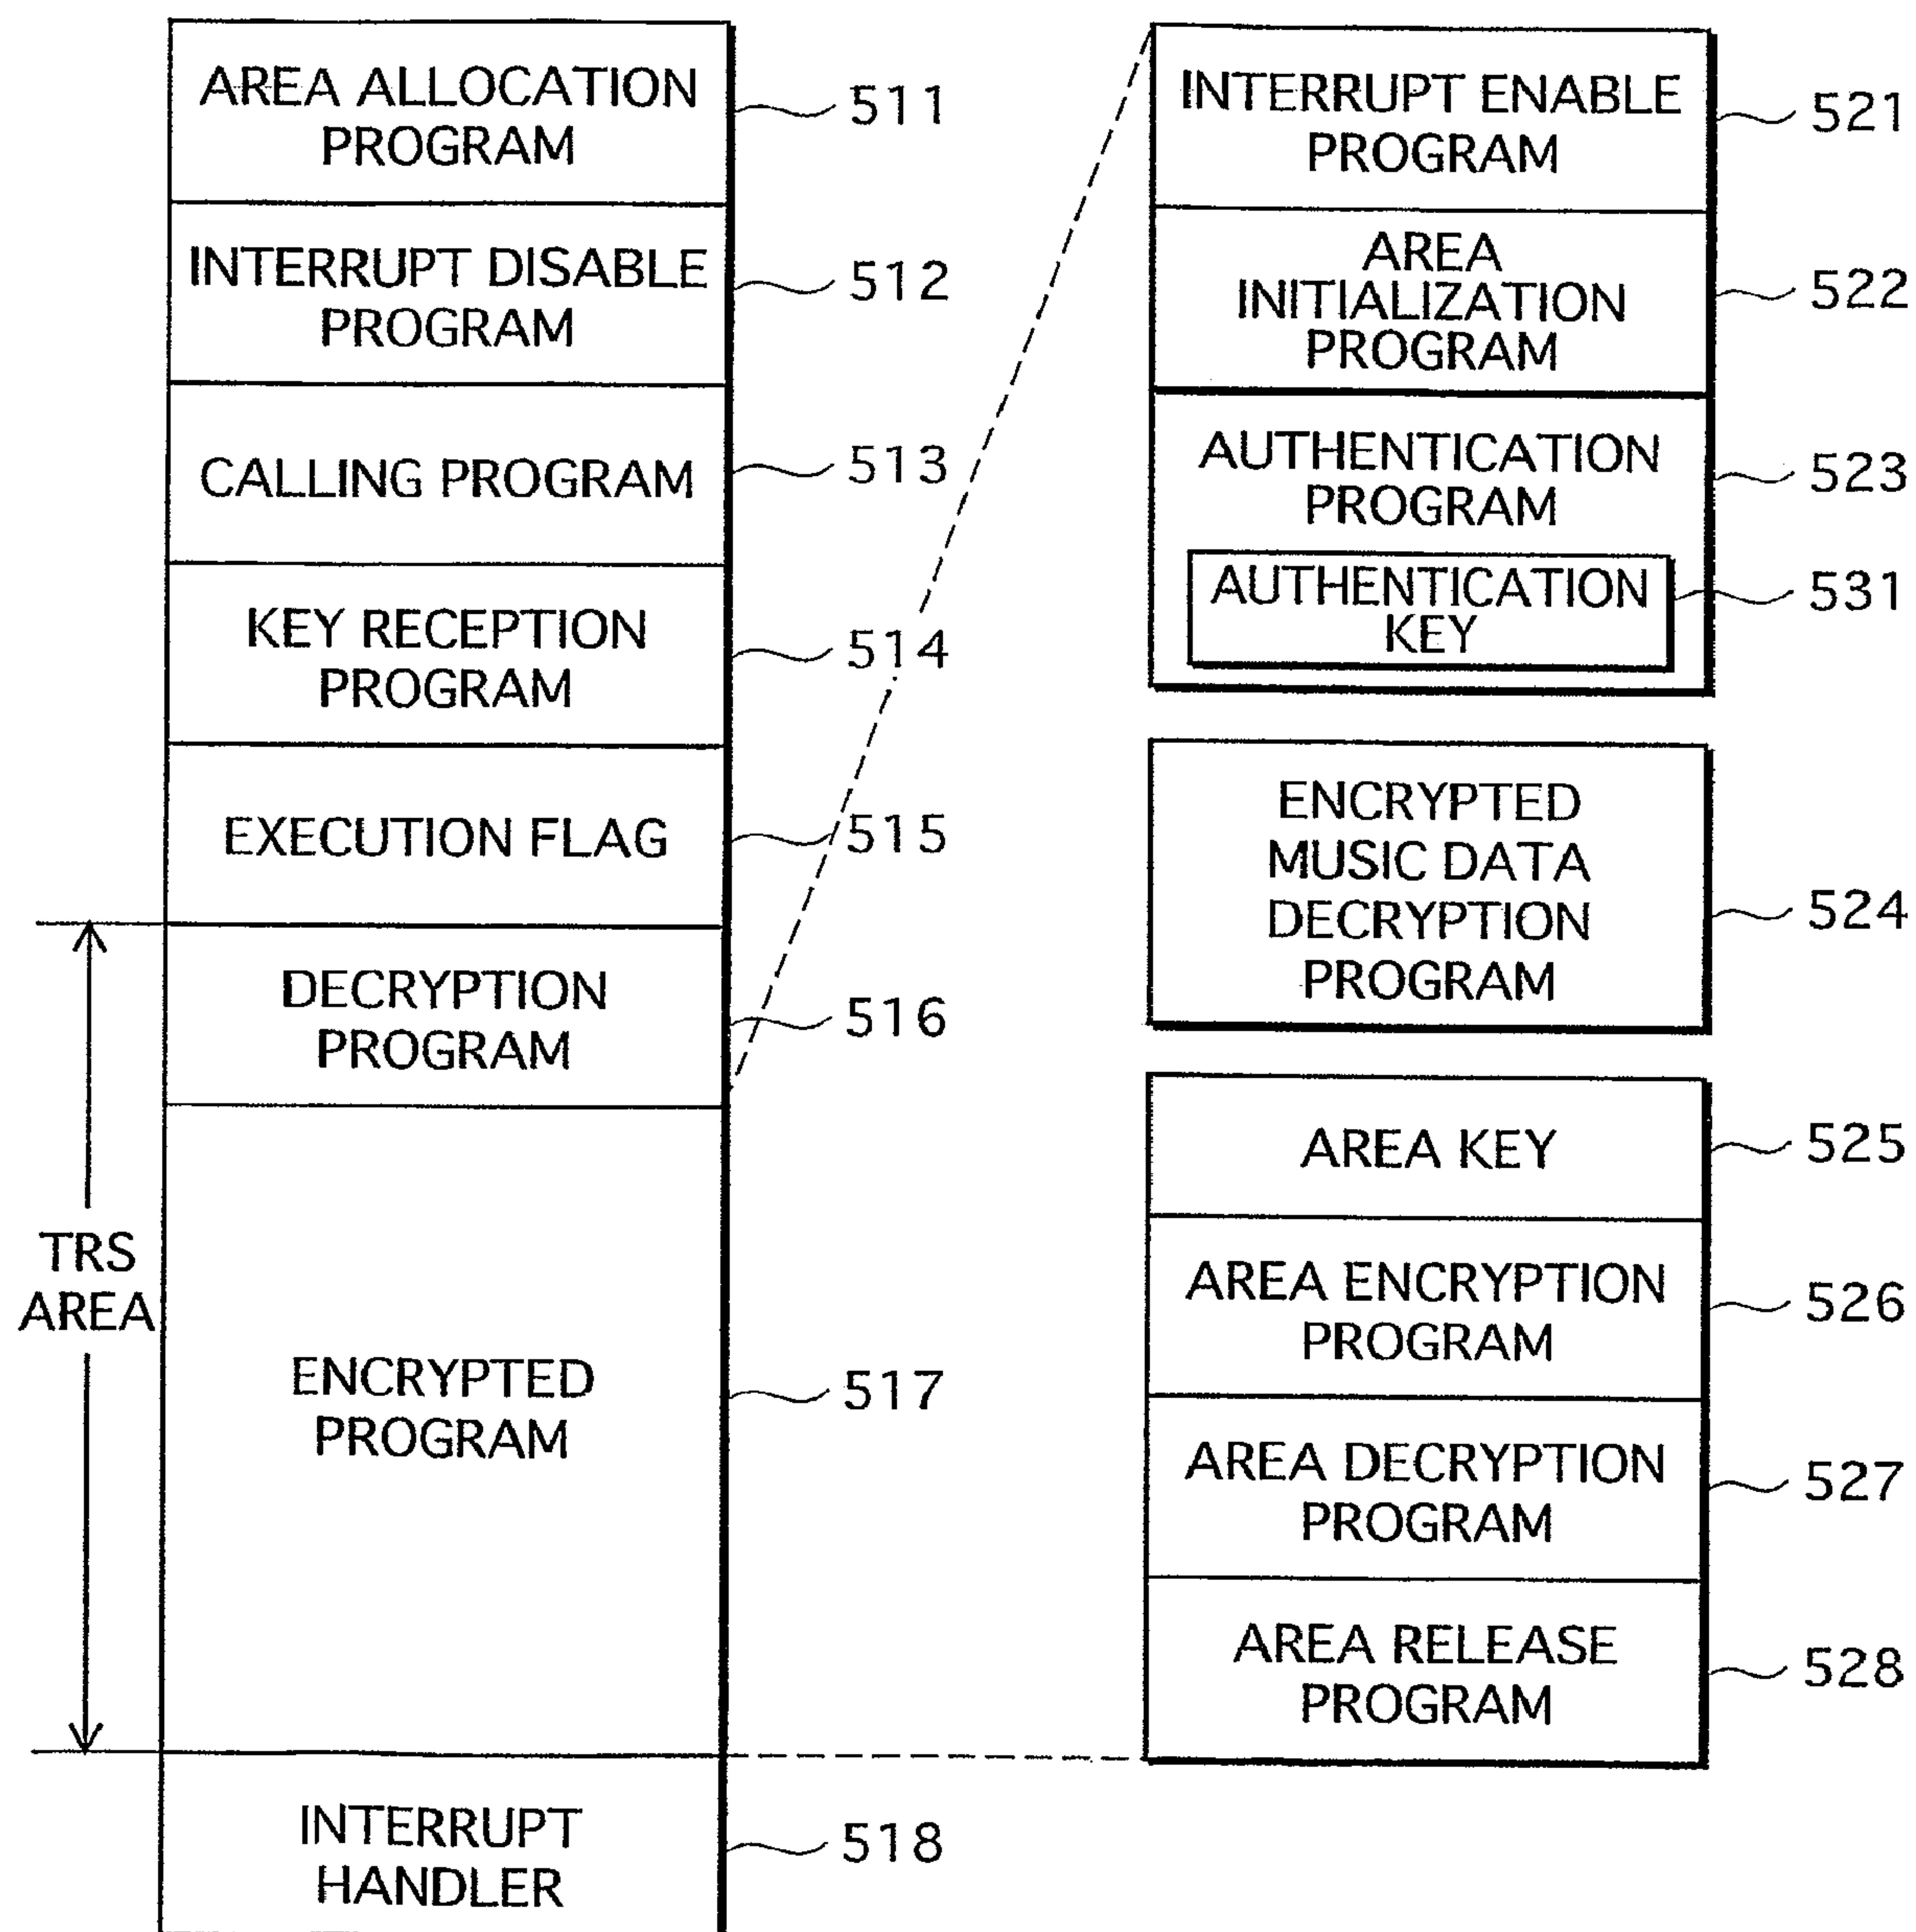 AREA ALLOCATION
PROGRAM
511
INTERRUPT DISABLE
PROGRAM
512
CALLING PROGRAM
513
KEY RECEPTION
PROGRAM
514
EXECUTION FLAG
515
DECRYPTION
PROGRAM
516
TRS
AREA
ENCRYPTED
PROGRAM
517
INTERRUPT
HANDLER
518
INTERRUPT ENABLE
PROGRAM
521
AREA
INITIALIZATION
PROGRAM
522
AUTHENTICATION
PROGRAM
523
AUTHENTICATION
KEY
531
ENCRYPTED
MUSIC DATA
DECRYPTION
PROGRAM
524
AREA KEY
525
AREA ENCRYPTION
PROGRAM
526
AREA DECRYPTION
PROGRAM
527
AREA RELEASE
PROGRAM
528